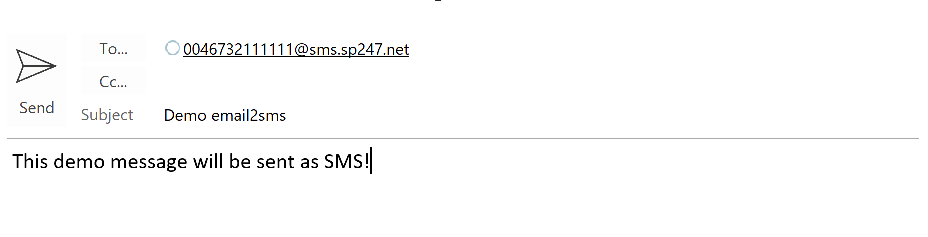 To...
0046732111111@sms.sp247.net
Cc...
Send
Subject
Demo email2sms
This demo message will be sent as SMS!